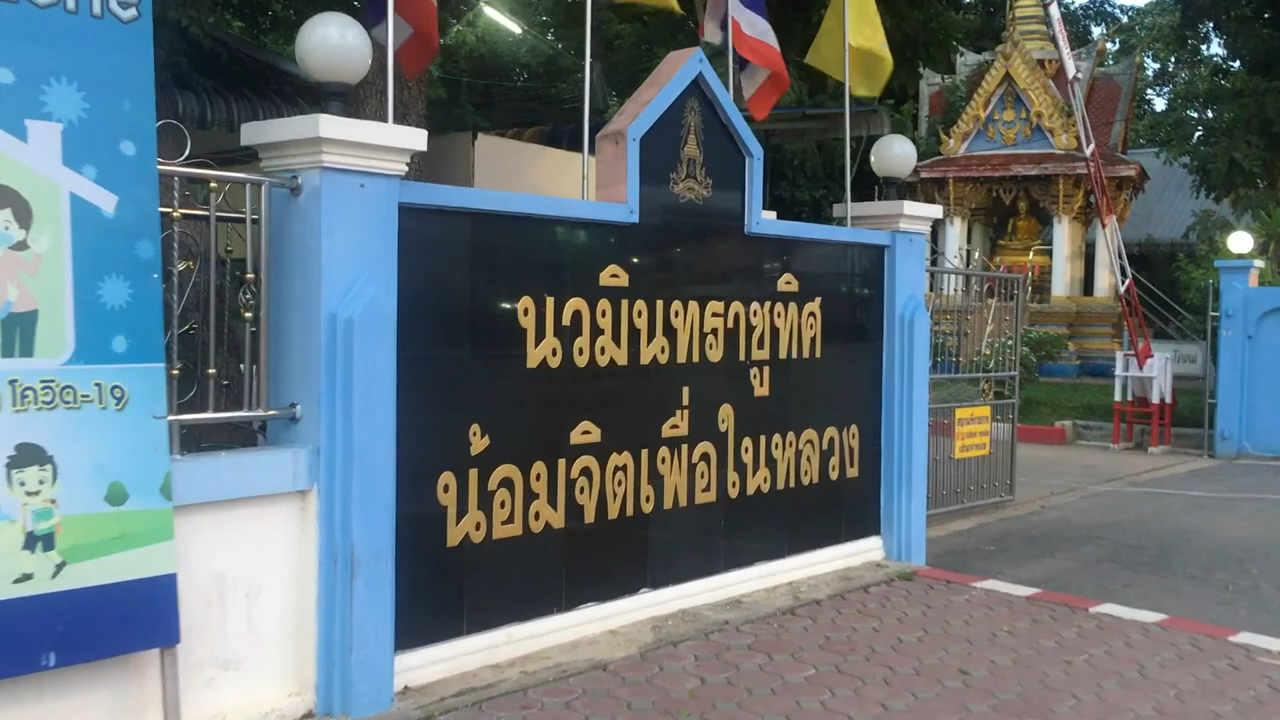 โควิด-19
นวมินทราชูทิศ
น้อมจิตเพื่อในหลวง